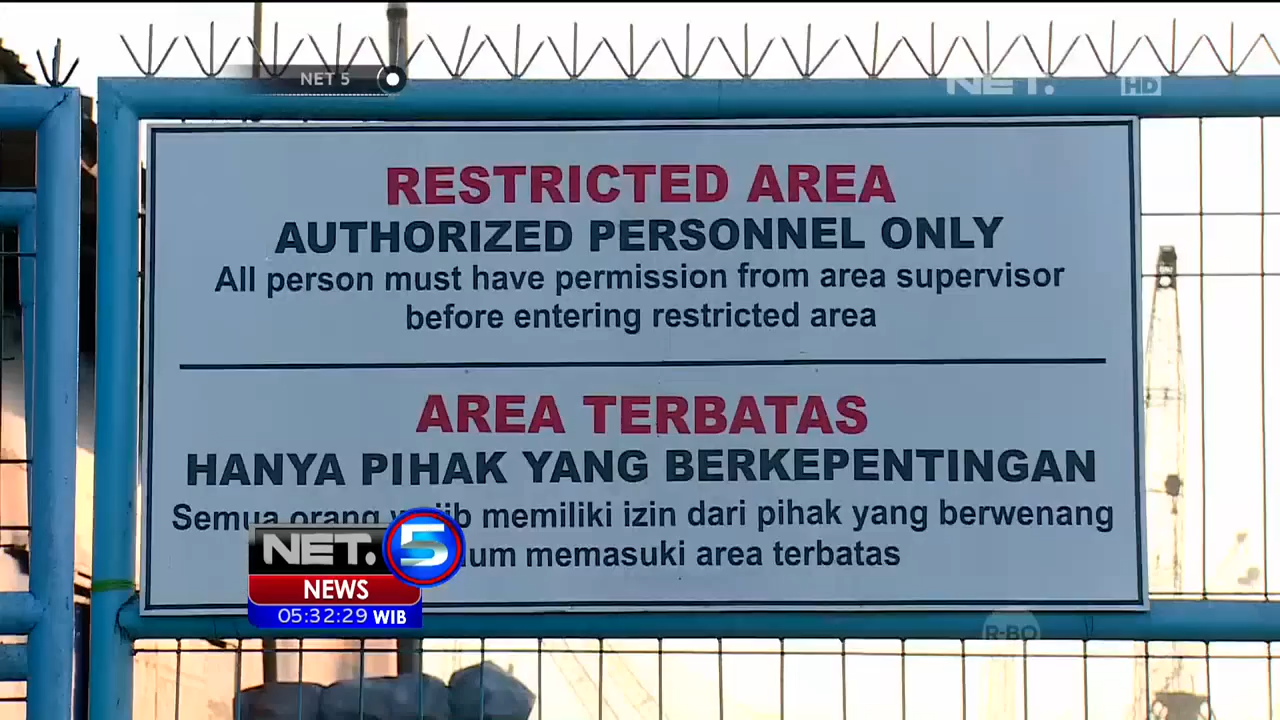 NET 5
NET. HD
RESTRICTED AREA
AUTHORIZED PERSONNEL ONLY
All person must have permission from area supervisor
before entering restricted area
AREA TERBATAS
HANYA PIHAK YANG BERKEPENTINGAN
Semua orang memiliki izin dari pihak yang berwenang
memasuki area terbatas
NET. 5
NEWS
05:32:29 WIB
R-BO